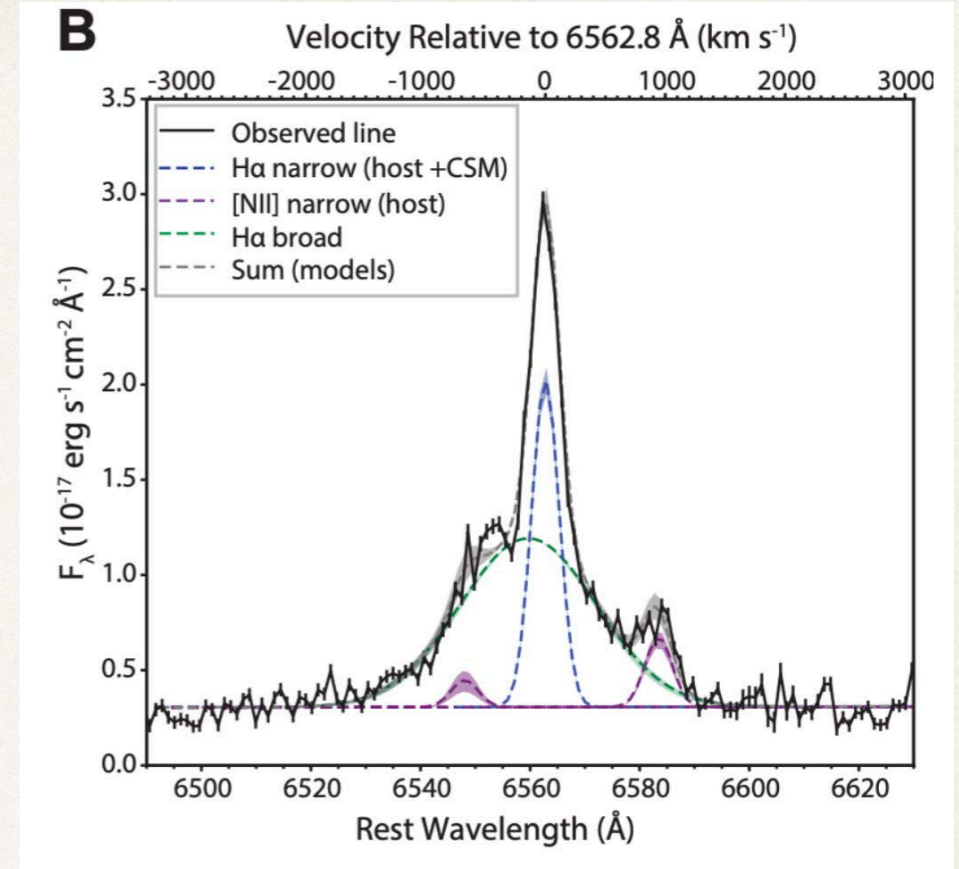 B
Velocity Relative to 6562.8 Å (km s⁻¹)
-3000 -2000 -1000 0 1000 2000 3000
3.5
Observed line
Hα narrow (host +CSM)
[NII] narrow (host)
Hα broad
Sum (models)
3.0
2.5
2.0
1.5
1.0
0.5
0.0
F_λ (10⁻¹⁷ erg s⁻¹ cm⁻² Å⁻¹)
6500 6520 6540 6560 6580 6600 6620
Rest Wavelength (Å)